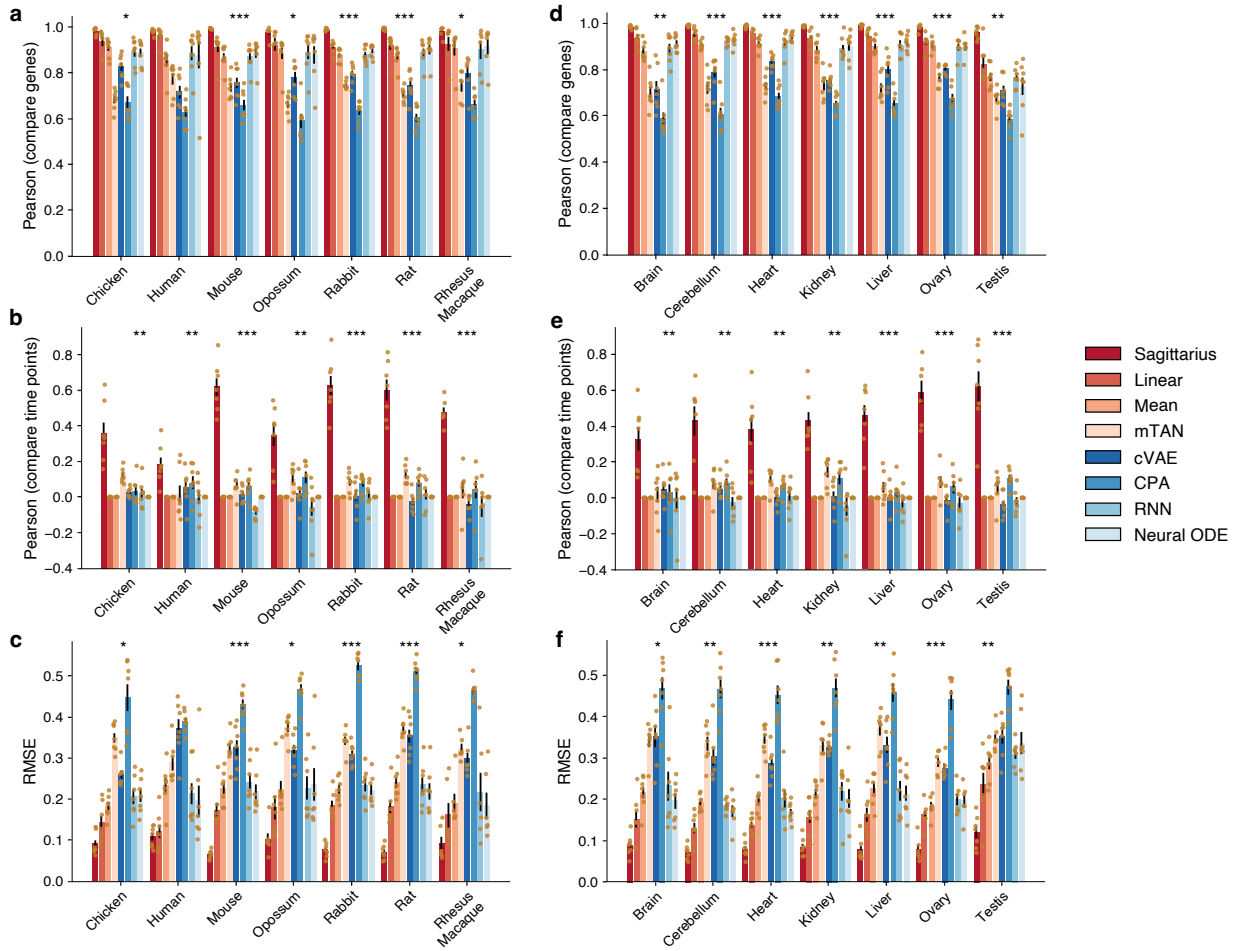 a
Pearson (compare genes)
1.0
0.8
0.6
0.4
0.2
0.0
* *** * *** *** *
Chicken
Human
Mouse
Opossum
Rabbit
Rat
Rhesus
Macaque
d
Pearson (compare genes)
1.0
0.8
0.6
0.4
0.2
0.0
** *** *** *** *** *** **
Brain
Cerebellum
Heart
Kidney
Liver
Ovary
Testis
b
Pearson (compare time points)
0.8
0.6
0.4
0.2
0.0
−0.2
−0.4
** ** *** ** *** *** ***
Chicken
Human
Mouse
Opossum
Rabbit
Rat
Rhesus
Macaque
e
Pearson (compare time points)
0.8
0.6
0.4
0.2
0.0
−0.2
−0.4
** ** ** ** *** *** ***
Brain
Cerebellum
Heart
Kidney
Liver
Ovary
Testis
Sagittarius
Linear
Mean
mTAN
cVAE
CPA
RNN
Neural ODE
c
RMSE
0.5
0.4
0.3
0.2
0.1
0.0
* *** * *** *** *
Chicken
Human
Mouse
Opossum
Rabbit
Rat
Rhesus
Macaque
f
RMSE
0.5
0.4
0.3
0.2
0.1
0.0
* ** *** ** ** *** **
Brain
Cerebellum
Heart
Kidney
Liver
Ovary
Testis